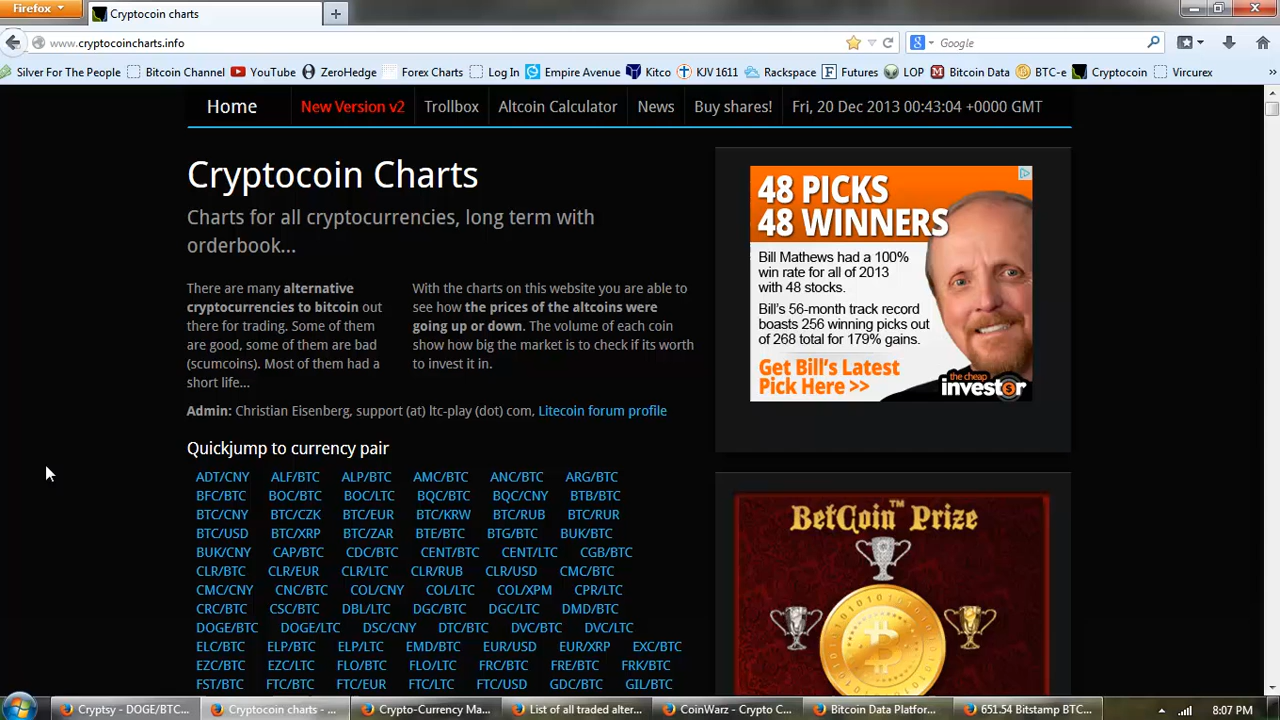 Firefox
Cryptocoin charts
www.cryptocoincharts.info
Google
Silver For The People Bitcoin Channel YouTube ZeroHedge Forex Charts Log In Empire Avenue Kitco KJV 1611 Rackspace Futures LOP Bitcoin Data BTC-e Cryptocoin Vircurex »
Home New Version v2 Trollbox Altcoin Calculator News Buy shares! Fri, 20 Dec 2013 00:43:04 +0000 GMT
Cryptocoin Charts
Charts for all cryptocurrencies, long term with
orderbook...
There are many alternative
cryptocurrencies to bitcoin out
there for trading. Some of them
are good, some of them are bad
(scumcoins). Most of them had a
short life...
With the charts on this website you are able to
see how the prices of the altcoins were
going up or down. The volume of each coin
show how big the market is to check if its worth
to invest it in.
Admin: Christian Eisenberg, support (at) ltc-play (dot) com, Litecoin forum profile
Quickjump to currency pair
ADT/CNY ALF/BTC ALP/BTC AMC/BTC ANC/BTC ARG/BTC
BFC/BTC BOC/BTC BOC/LTC BQC/BTC BQC/CNY BTB/BTC
BTC/CNY BTC/CZK BTC/EUR BTC/KRW BTC/RUB BTC/RUR
BTC/USD BTC/XRP BTC/ZAR BTE/BTC BTG/BTC BUK/BTC
BUK/CNY CAP/BTC CDC/BTC CENT/BTC CENT/LTC CGB/BTC
CLR/BTC CLR/EUR CLR/LTC CLR/RUB CLR/USD CMC/BTC
CMC/CNY CNC/BTC COL/CNY COL/LTC COL/XPM CPR/LTC
CRC/BTC CSC/BTC DBL/LTC DGC/BTC DGC/LTC DMD/BTC
DOGE/BTC DOGE/LTC DSC/CNY DTC/BTC DVC/BTC DVC/LTC
ELC/BTC ELP/BTC ELP/LTC EMD/BTC EUR/USD EUR/XRP EXC/BTC
EZC/BTC EZC/LTC FLO/BTC FLO/LTC FRC/BTC FRE/BTC FRK/BTC
FST/BTC FTC/BTC FTC/EUR FTC/LTC FTC/USD GDC/BTC GIL/BTC
48 PICKS
48 WINNERS
Bill Mathews had a 100%
win rate for all of 2013
with 48 stocks.
Bill's 56-month track record
boasts 256 winning picks out
of 268 total for 179% gains.
Get Bill's Latest
Pick Here >>
the cheap
investor
BetCoin™ Prize
Cryptsy - DOGE/BTC... Cryptocoin charts - ... Crypto-Currency Ma... List of all traded alter... CoinWarz - Crypto C... Bitcoin Data Platfor... 651.54 Bitstamp BTC... 8:07 PM